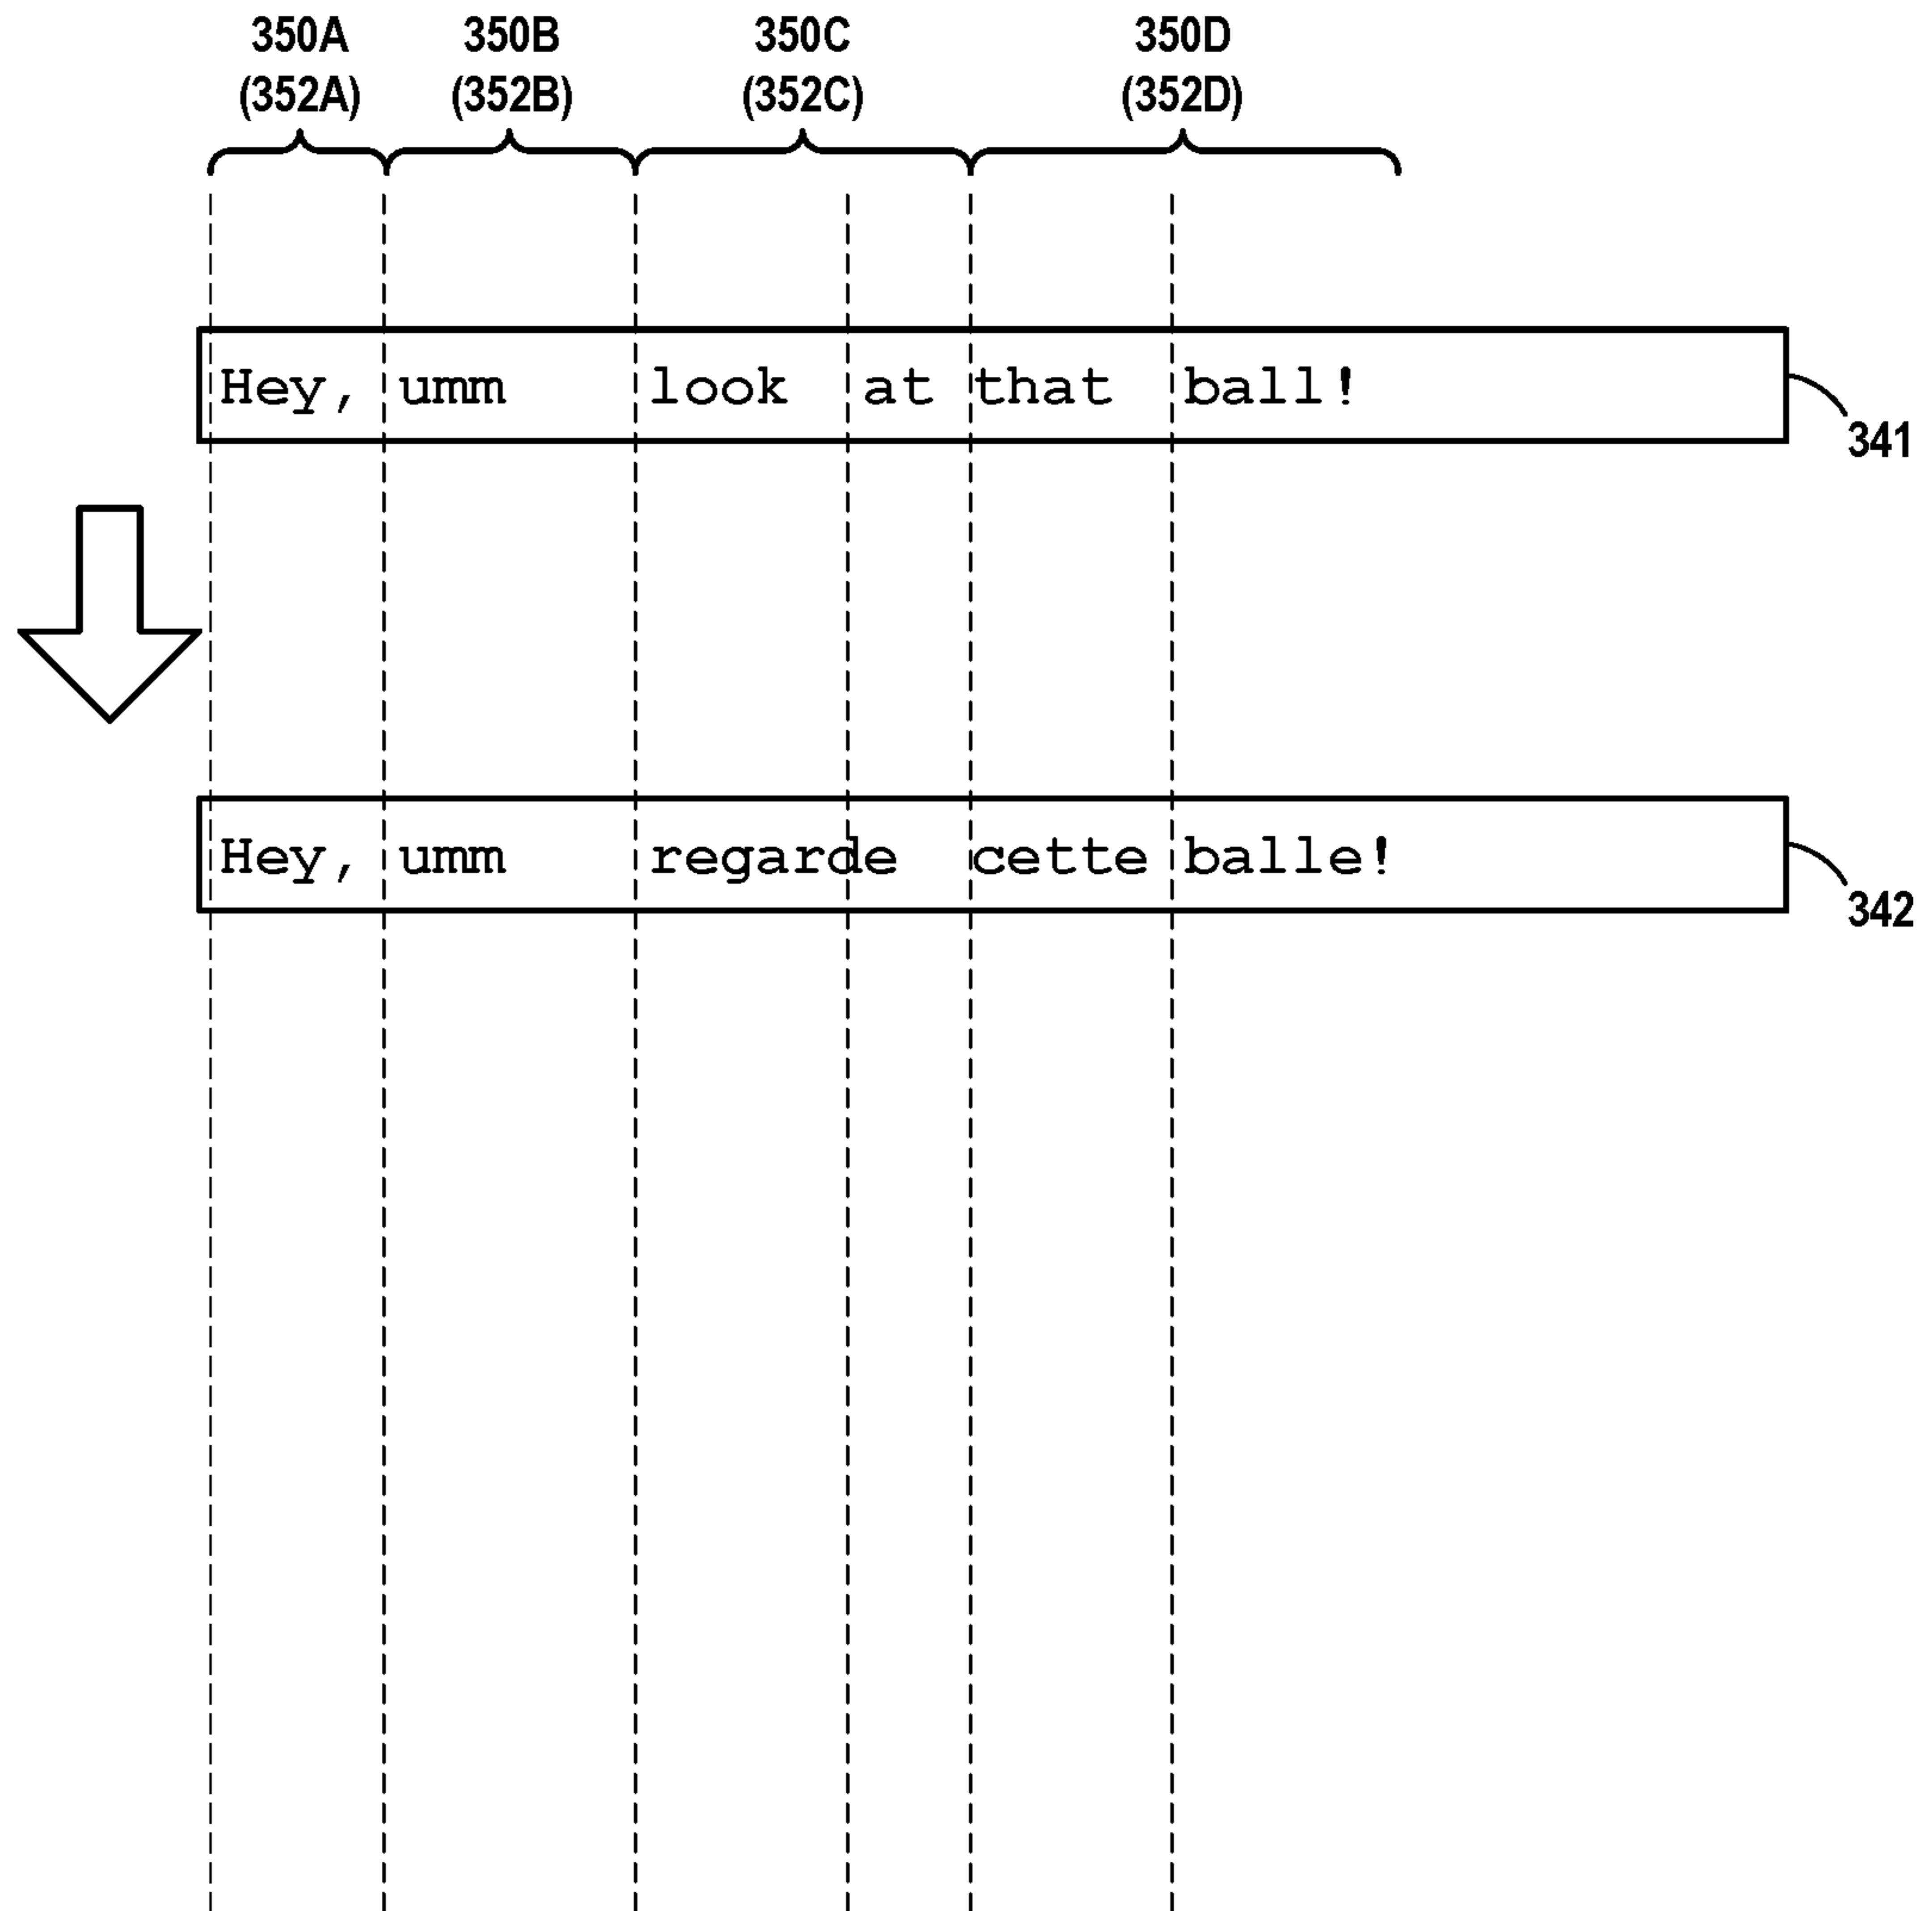 350A 350B 350C 350D
(352A) (352B) (352C) (352D)
Hey, umm look at that ball!
341
Hey, umm regarde cette balle!
342